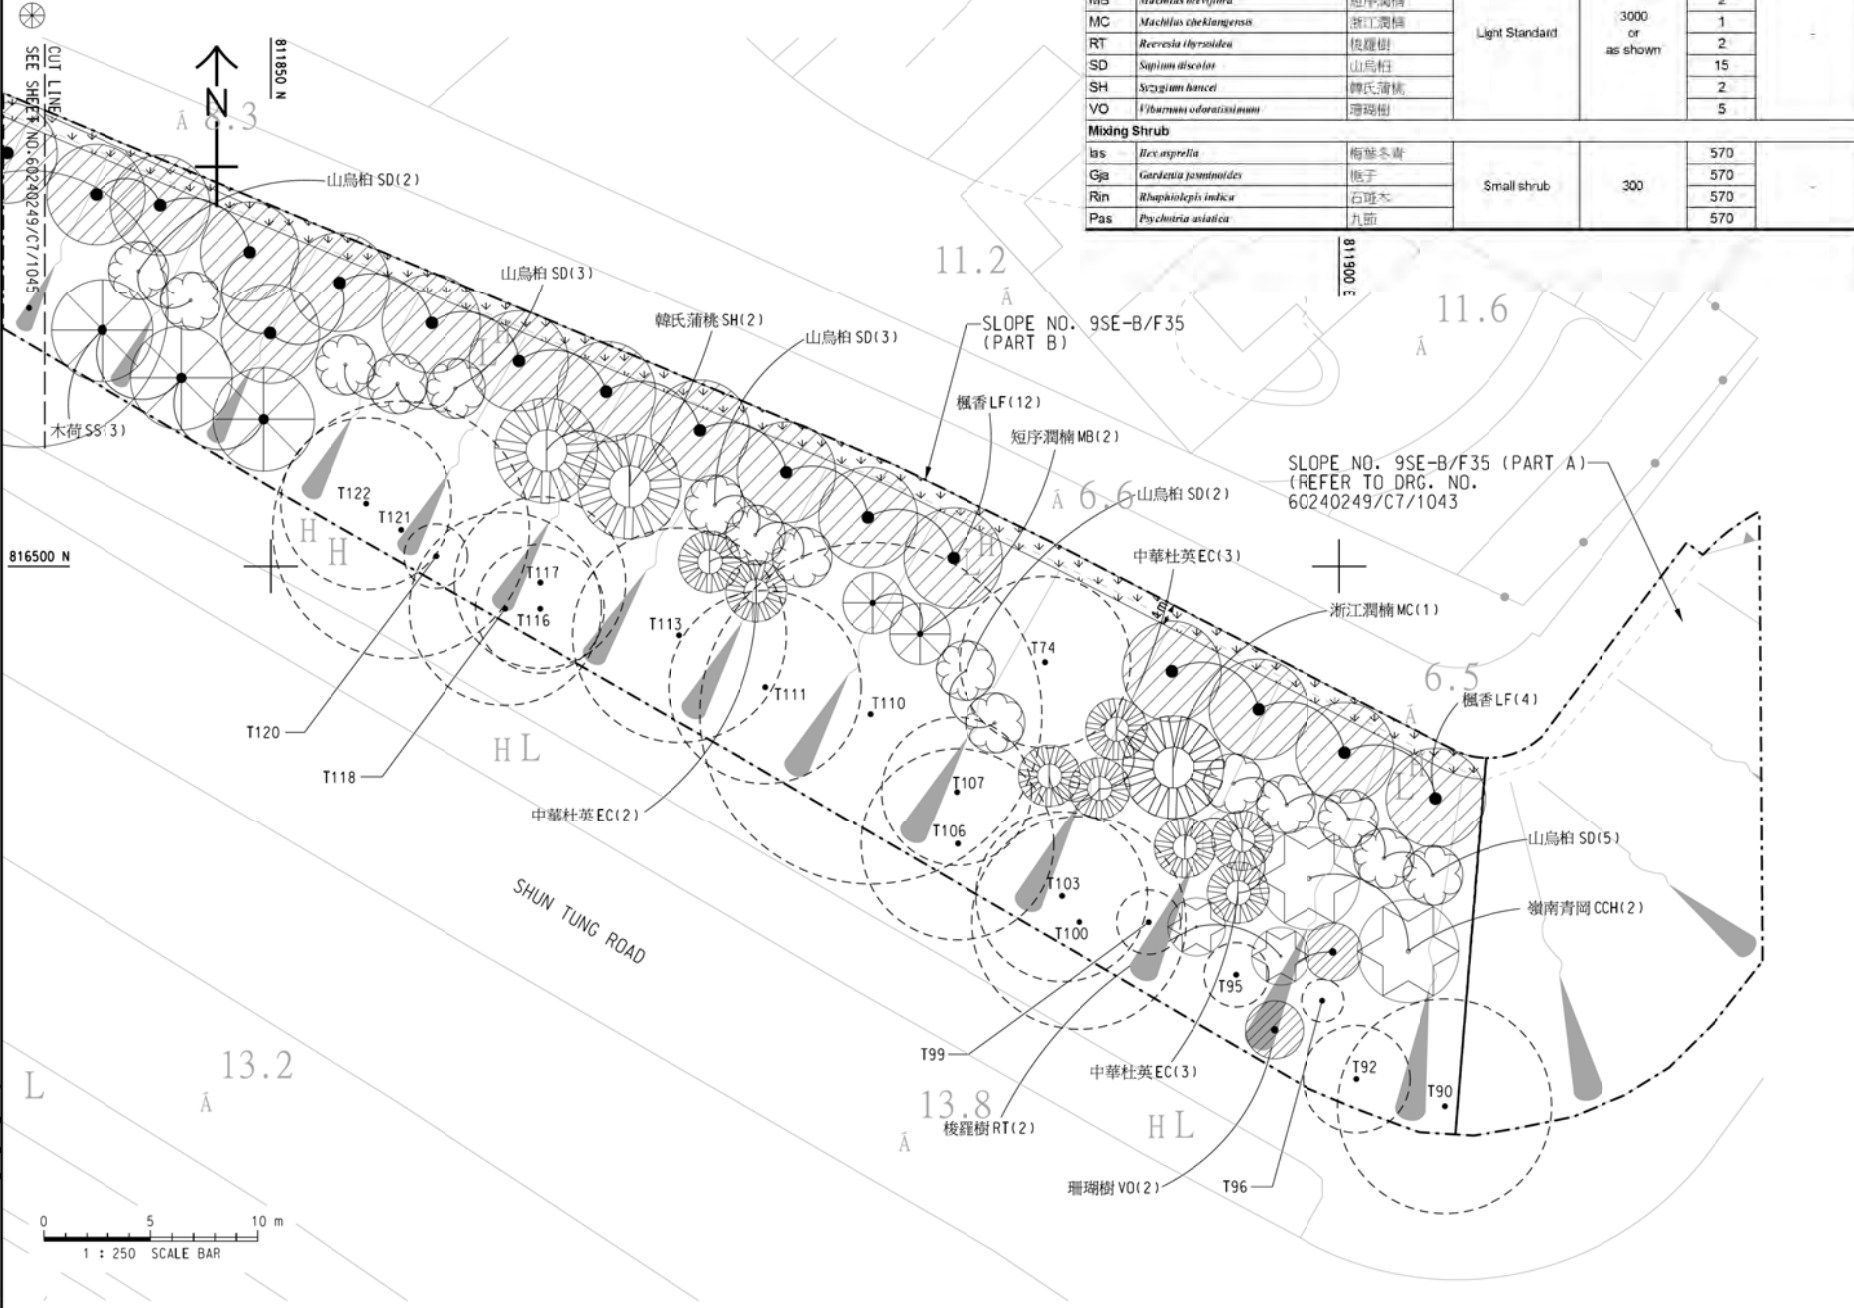 MC Machilus chekiangensis 浙江潤楠 1
RT Reevesia thyrsoidea 梭羅樹 2
SD Sapium discolor 山烏桕 15
SH Syzygium hancei 韓氏蒲桃 2
VO Viburnum odoratissimum 珊瑚樹 5
Light Standard
3000
or
as shown
2
Mixing Shrub
Ias Ilex asprella 梅葉冬青 570
Gja Gardenia jasminoides 梔子 570
Rin Rhaphiolepis indica 石斑木 570
Pas Psychotria asiatica 九節 570
Small shrub
300
CUT LINE
SEE SHEET NO.60240249/C7/1045
N
811850 N
811900 E
816500 N
8.3
11.2
11.6
6.6
6.5
13.2
13.8
山烏桕 SD(2)
山烏桕 SD(3)
韓氏蒲桃 SH(2)
山烏桕 SD(3)
SLOPE NO. 9SE-B/F35
(PART B)
楓香 LF(12)
短序潤楠 MB(2)
山烏桕 SD(2)
SLOPE NO. 9SE-B/F35 (PART A)
(REFER TO DRG. NO.
60240249/C7/1043
木荷 SS(3)
中華杜英 EC(3)
浙江潤楠 MC(1)
楓香 LF(4)
T122
T121
H
H
T117
T116
T113
T111
T110
T74
T120
T118
H L
中華杜英 EC(2)
T107
T106
T103
T100
T95
山烏桕 SD(5)
嶺南青岡 CCH(2)
SHUN TUNG ROAD
T99
中華杜英 EC(3)
梭羅樹 RT(2)
珊瑚樹 VO(2)
T96
T92
T90
H L
L
0 5 10 m
1 : 250 SCALE BAR